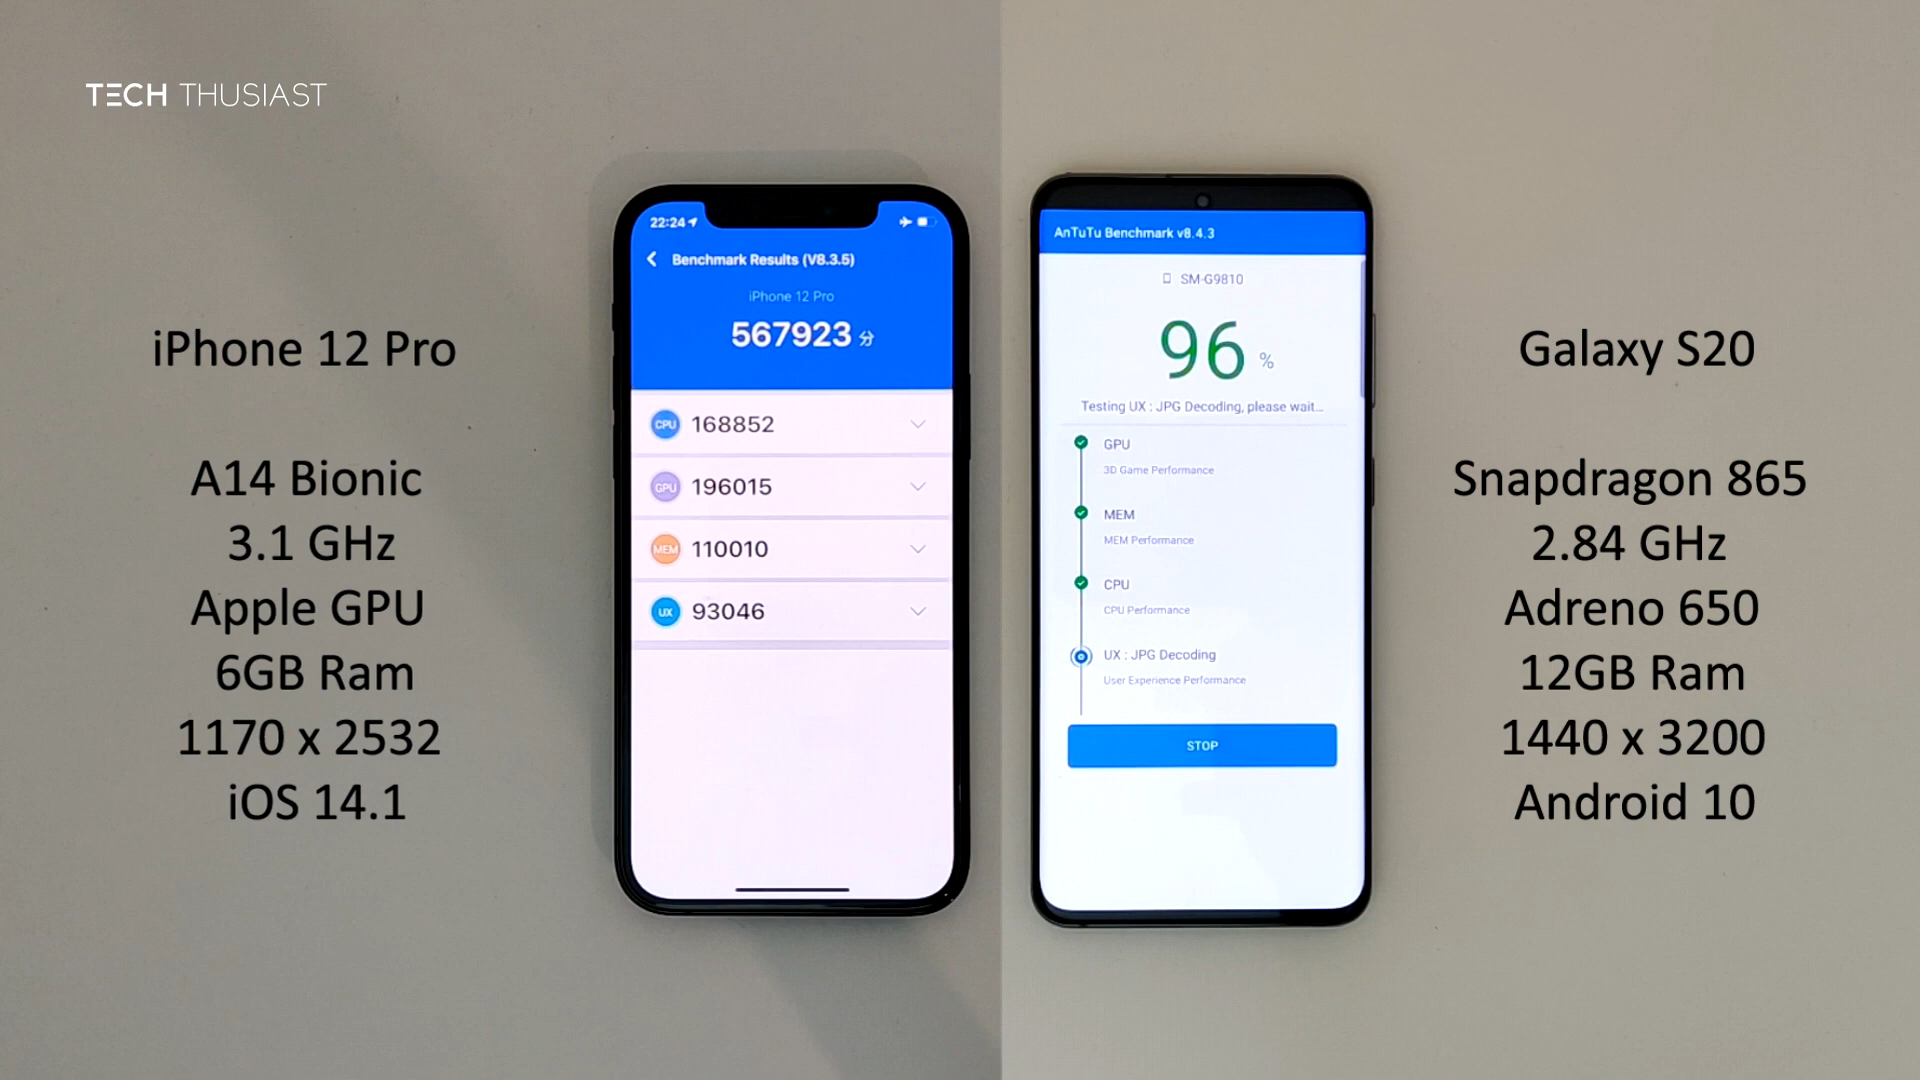 TECH THUSIAST
iPhone 12 Pro
A14 Bionic
3.1 GHz
Apple GPU
6GB Ram
1170 x 2532
iOS 14.1
22:24
Benchmark Results (V8.3.5)
iPhone 12 Pro
567923 分
CPU 168852
GPU 196015
MEM 110010
UX 93046
AnTuTu Benchmark v8.4.3
SM-G9810
96 %
Testing UX : JPG Decoding, please wait...
GPU
3D Game Performance
MEM
MEM Performance
CPU
CPU Performance
UX : JPG Decoding
User Experience Performance
STOP
Galaxy S20
Snapdragon 865
2.84 GHz
Adreno 650
12GB Ram
1440 x 3200
Android 10